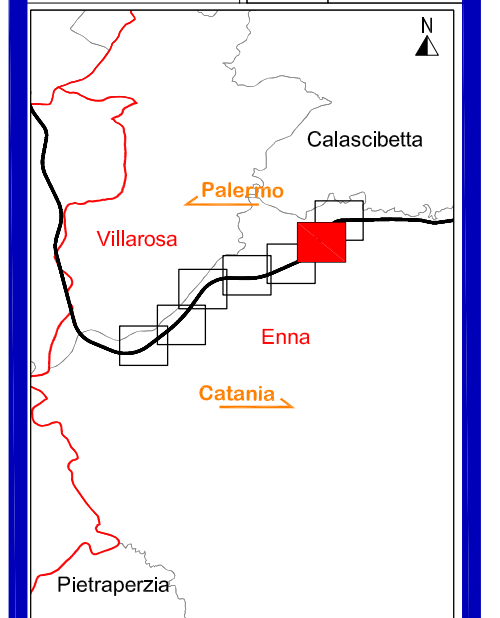 N
Calascibetta
Palermo
Villarosa
Enna
Catania
Pietraperzia